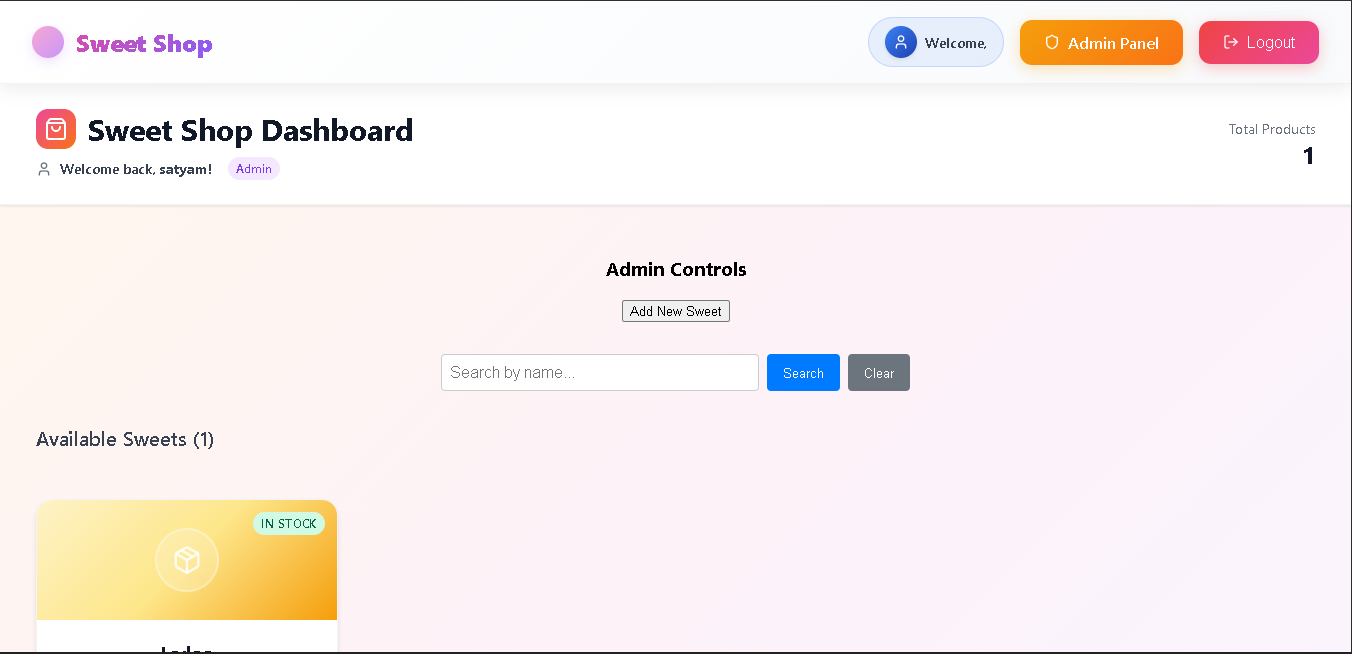 Sweet Shop
Welcome,
Admin Panel
Logout
Sweet Shop Dashboard
Welcome back, satyam!
Admin
Total Products
1
Admin Controls
Add New Sweet
Search by name...
Search
Clear
Available Sweets (1)
IN STOCK